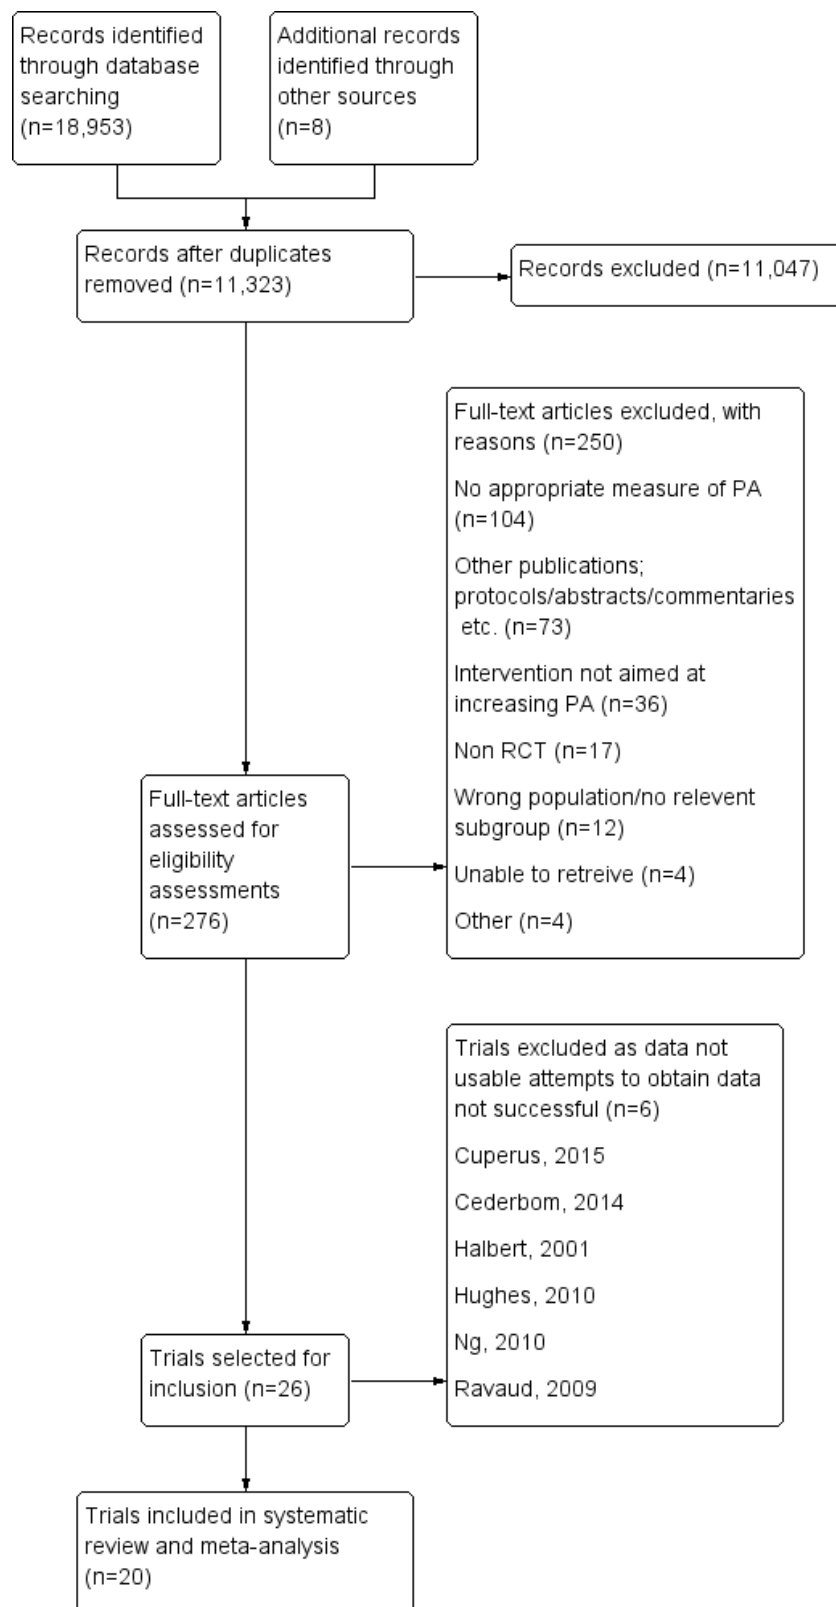 Records identified
through database
searching
(n=18,953)
Additional records
identified through
other sources
(n=8)
Records after duplicates
removed (n=11,323)
Records excluded (n=11,047)
Full-text articles excluded, with
reasons (n=250)
No appropriate measure of PA
(n=104)
Other publications;
protocols/abstracts/commentaries
etc. (n=73)
Intervention not aimed at
increasing PA (n=36)
Non RCT (n=17)
Wrong population/no relevent
subgroup (n=12)
Unable to retreive (n=4)
Other (n=4)
Full-text articles
assessed for
eligibility
assessments
(n=276)
Trials excluded as data not
usable attempts to obtain data
not successful (n=6)
Cuperus, 2015
Cederbom, 2014
Halbert, 2001
Hughes, 2010
Ng, 2010
Ravaud, 2009
Trials selected for
inclusion (n=26)
Trials included in systematic
review and meta-analysis
(n=20)